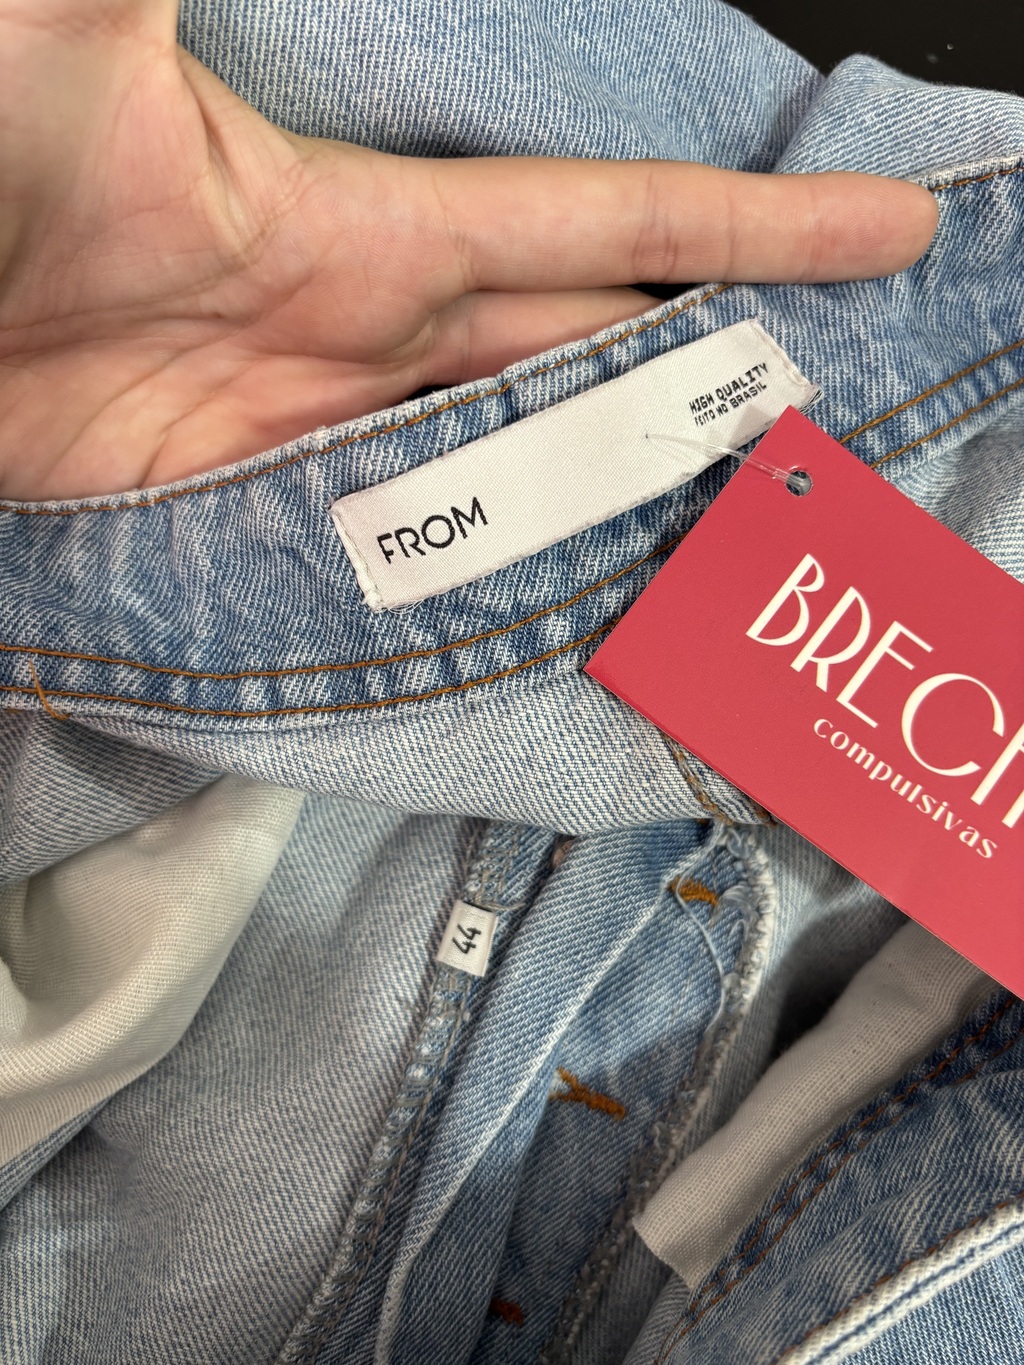 HIGH QUALITY
FEITO NO BRASIL
FROM
BRECH
compulsivas
44